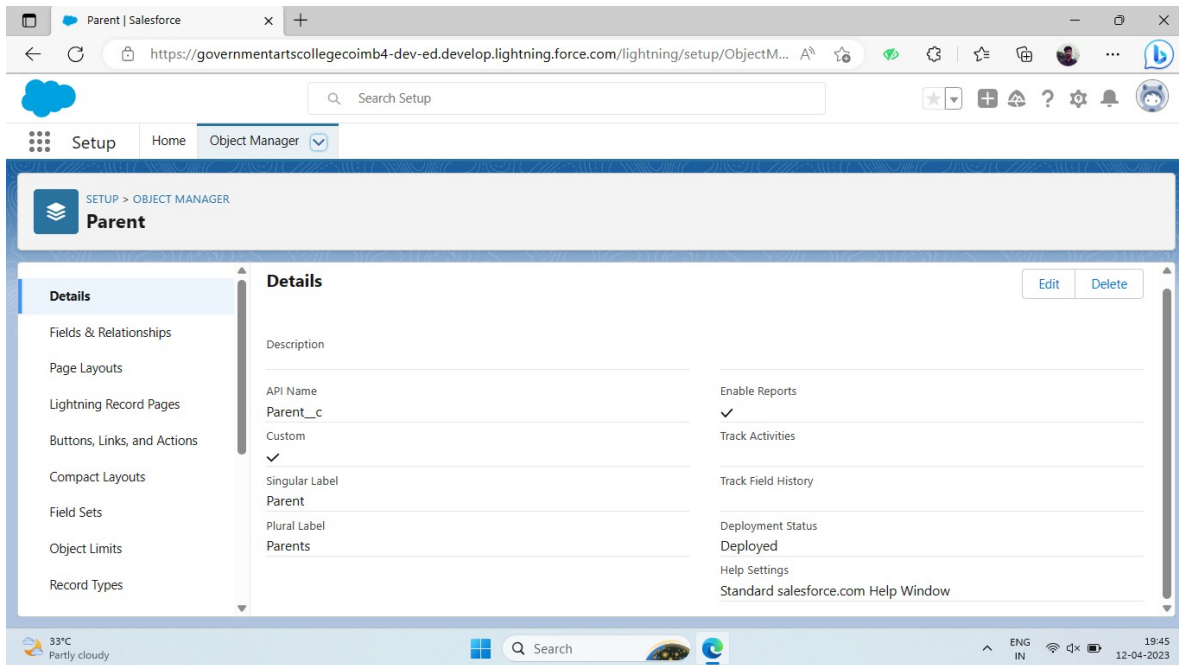 Parent | Salesforce
https://governmentartscollegecoimb4-dev-ed.develop.lightning.force.com/lightning/setup/ObjectM...
Search Setup
Setup
Home
Object Manager
SETUP > OBJECT MANAGER
Parent
Details
Fields & Relationships
Page Layouts
Lightning Record Pages
Buttons, Links, and Actions
Compact Layouts
Field Sets
Object Limits
Record Types
Details
Edit
Delete
Description
API Name
Parent__c
Custom
Singular Label
Parent
Plural Label
Parents
Enable Reports
Track Activities
Track Field History
Deployment Status
Deployed
Help Settings
Standard salesforce.com Help Window
33°C
Partly cloudy
Search
ENG
IN
19:45
12-04-2023